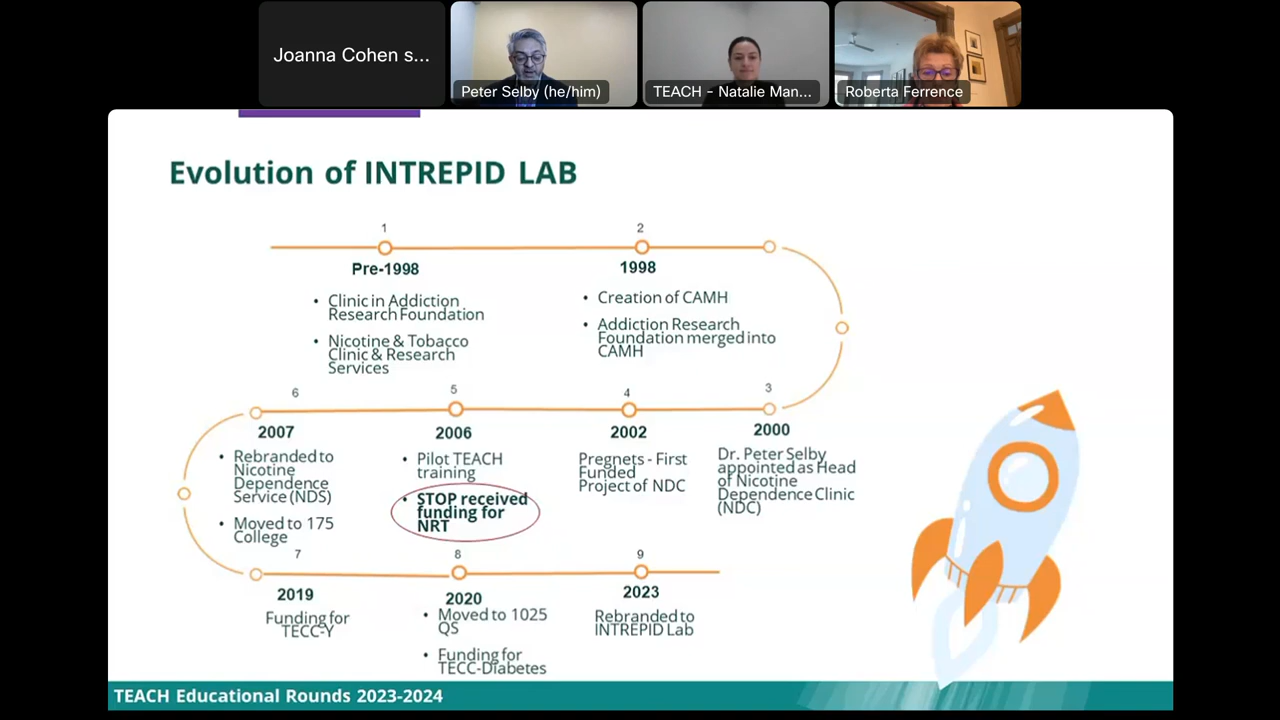 Joanna Cohen s...
Peter Selby (he/him)
TEACH - Natalie Man...
Roberta Ferrence
Evolution of INTREPID LAB
1
Pre-1998
• Clinic in Addiction
Research Foundation
• Nicotine & Tobacco
Clinic & Research
Services
2
1998
• Creation of CAMH
• Addiction Research
Foundation merged into
CAMH
3
2000
Dr. Peter Selby
appointed as Head
of Nicotine
Dependence Clinic
(NDC)
4
2002
Pregnets - First
Funded
Project of NDC
5
2006
• Pilot TEACH
training
• STOP received
funding for
NRT
6
2007
• Rebranded to
Nicotine
Dependence
Service (NDS)
• Moved to 175
College
7
2019
Funding for
TECC-Y
8
2020
• Moved to 1025
QS
• Funding for
TECC-Diabetes
9
2023
Rebranded to
INTREPID Lab
TEACH Educational Rounds 2023-2024